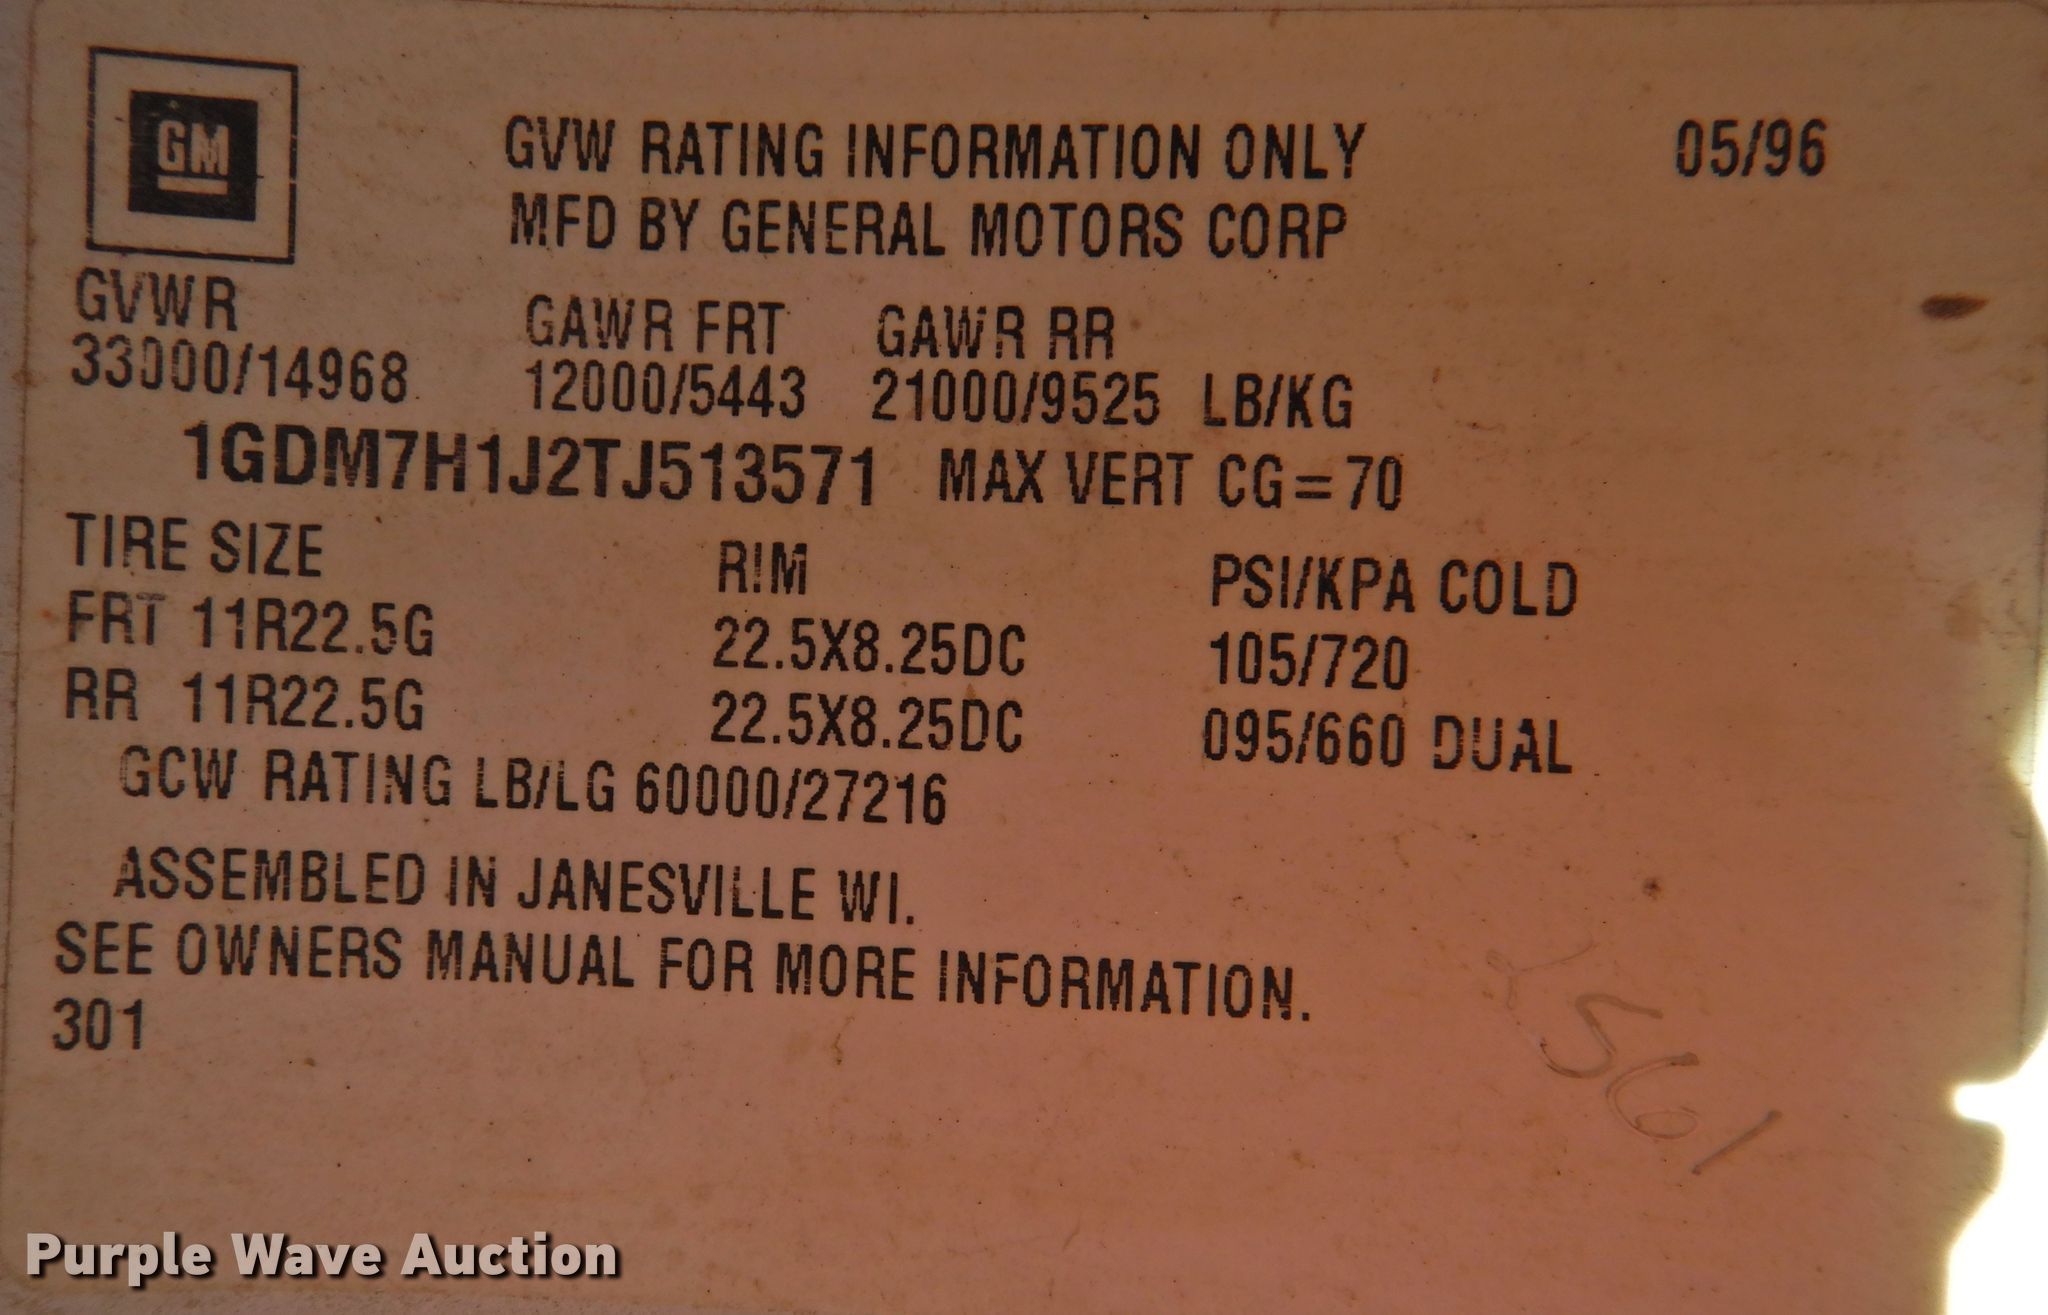 GM
GVW RATING INFORMATION ONLY 05/96
MFD BY GENERAL MOTORS CORP
GVWR GAWR FRT GAWR RR
33000/14968 12000/5443 21000/9525 LB/KG
1GDM7H1J2TJ513571 MAX VERT CG=70
TIRE SIZE RIM PSI/KPA COLD
FRT 11R22.5G 22.5X8.25DC 105/720
RR 11R22.5G 22.5X8.25DC 095/660 DUAL
GCW RATING LB/LG 60000/27216
ASSEMBLED IN JANESVILLE WI.
SEE OWNERS MANUAL FOR MORE INFORMATION.
301
Purple Wave Auction